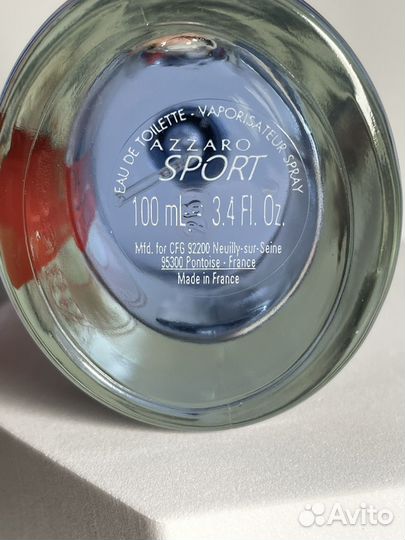 EAU DE TOILETTE - VAPORISATEUR SPRAY
AZZARO
SPORT
100 mL 3.4 Fl. Oz.
Mfd. for CFG 92200 Neuilly-sur-Seine
95300 Pontoise - France
Made in France
Avito